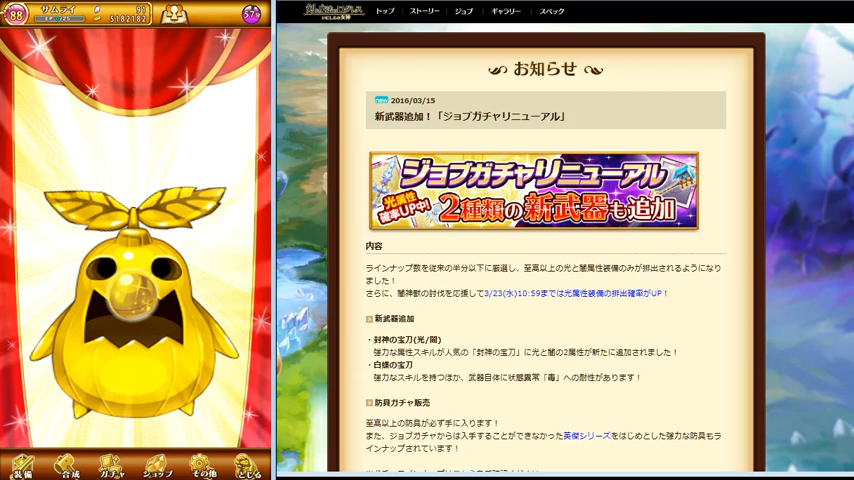 88
サムライ
91
5182182
57
装備
合成
ガチャ
ショップ
その他
とじる
剣と魔法のログレス
いにしえの女神
トップ
ストーリー
ジョブ
ギャラリー
スペック
お知らせ
new 2016/03/15
新武器追加！「ジョブガチャリニューアル」
ジョブガチャリニューアル
光属性
確率UP中!
2種類の新武器も追加
内容
ラインナップ数を従来の半分以下に厳選し、至高以上の光と闇属性装備のみが排出されるようになり
ました！
さらに、闇神獣の討伐を応援して3/23(水)10:59までは光属性装備の排出確率がUP！
新武器追加
・封神の宝刀(光/闇)
強力な属性スキルが人気の「封神の宝刀」に光と闇の2属性が新たに追加されました！
・白蝶の宝刀
強力なスキルを持つほか、武器自体に状態異常「毒」への耐性があります！
防具ガチャ販売
至高以上の防具が必ず手に入ります！
また、ジョブガチャからは入手することができなかった英傑シリーズをはじめとした強力な防具もラ
インナップされています！